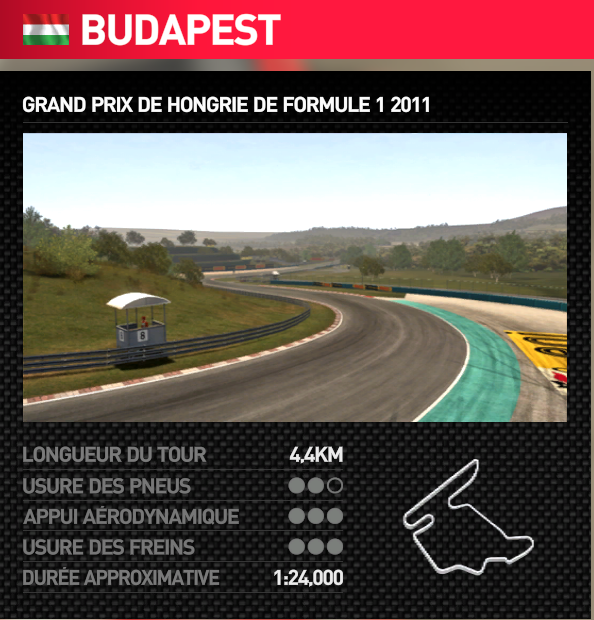 BUDAPEST
GRAND PRIX DE HONGRIE DE FORMULE 1 2011
LONGUEUR DU TOUR 4,4KM
USURE DES PNEUS
APPUI AÉRODYNAMIQUE
USURE DES FREINS
DURÉE APPROXIMATIVE 1:24,000